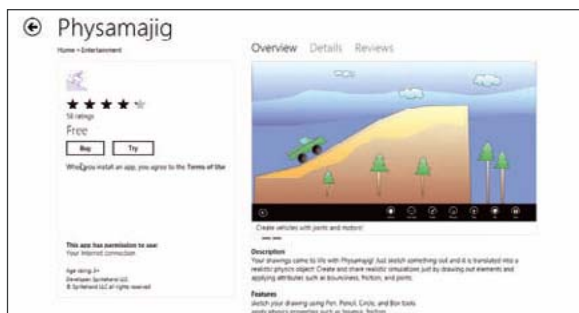 Physamajig
Home > Entertainment
58 ratings
Free
Buy Try
When you install an app, you agree to the Terms of Use
This app has permission to use:
Your Internet connection
Age rating 3+
Developer Spritehand LLC
© Spritehand LLC all rights reserved
Overview Details Reviews
Create vehicles with joints and motors!
Description
Your drawings come to life with Physamajig! Just sketch something out and it is translated into a
realistic physics object! Create and share realistic simulations just by drawing out elements and
applying attributes such as bounciness, friction, and joints.
Features
Sketch your drawing using Pen, Pencil, Circle, and Box tools